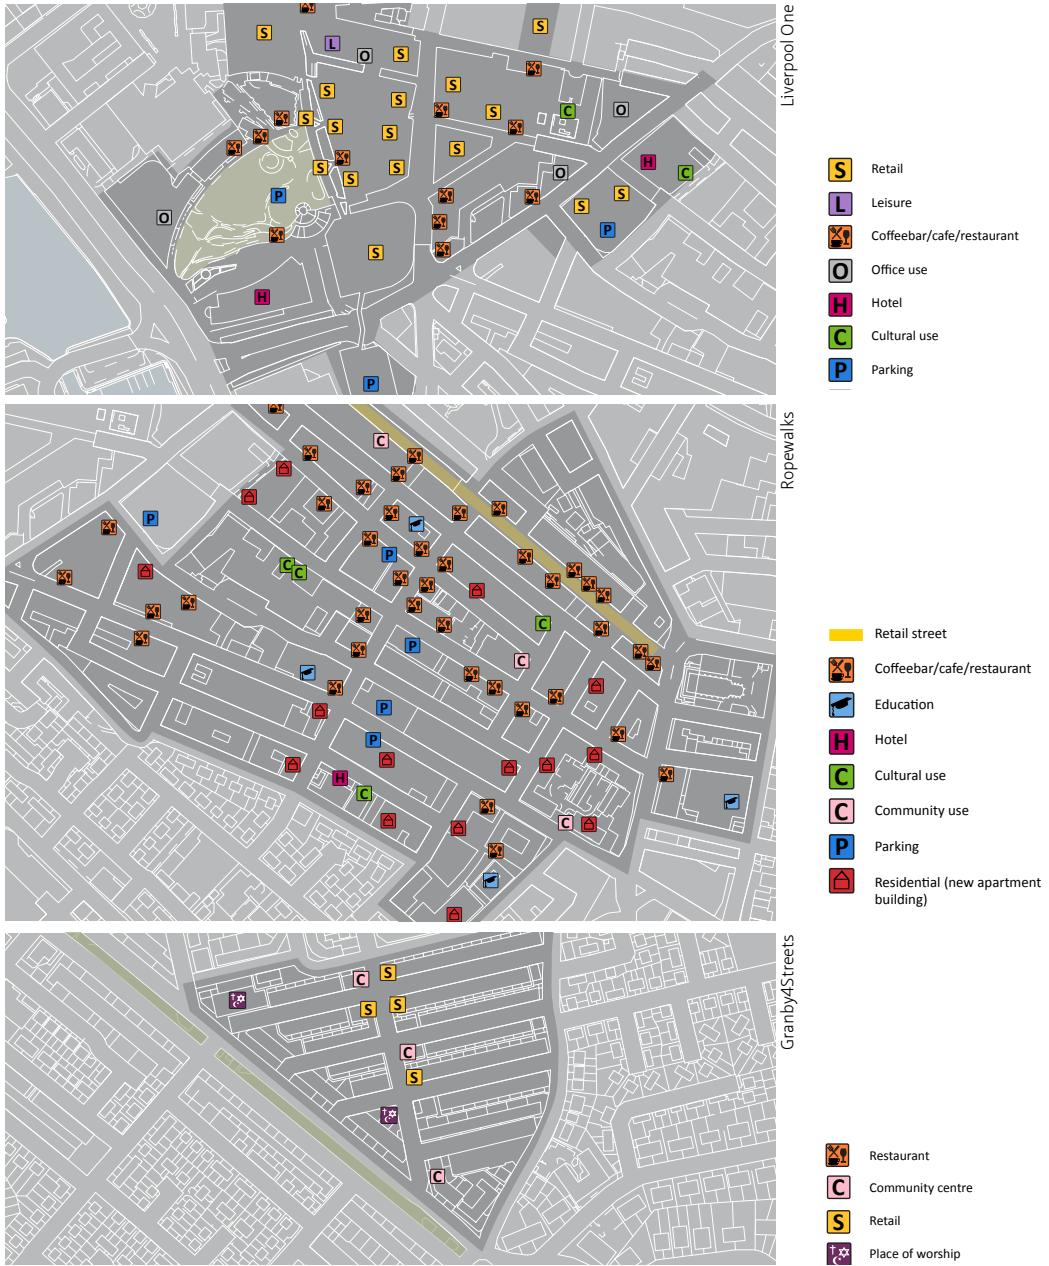 Liverpool One
S Retail
L Leisure
Coffeebar/cafe/restaurant
O Office use
H Hotel
C Cultural use
P Parking
Ropewalks
Retail street
Coffeebar/cafe/restaurant
Education
H Hotel
C Cultural use
C Community use
P Parking
Residential (new apartment
building)
Granby4Streets
Restaurant
C Community centre
S Retail
Place of worship